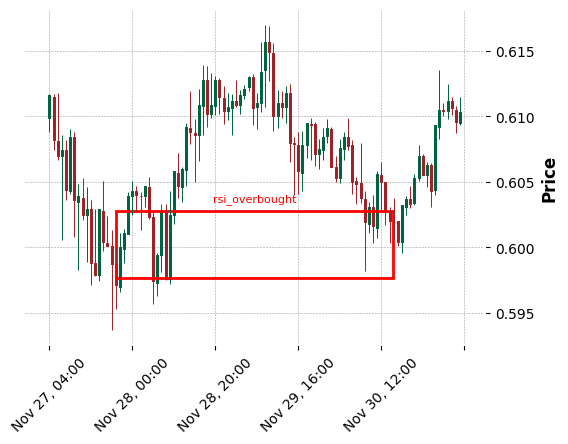 0.615
0.610
0.605
0.600
0.595
Price
rsi_overbought
Nov 27, 04:00
Nov 28, 00:00
Nov 28, 20:00
Nov 29, 16:00
Nov 30, 12:00